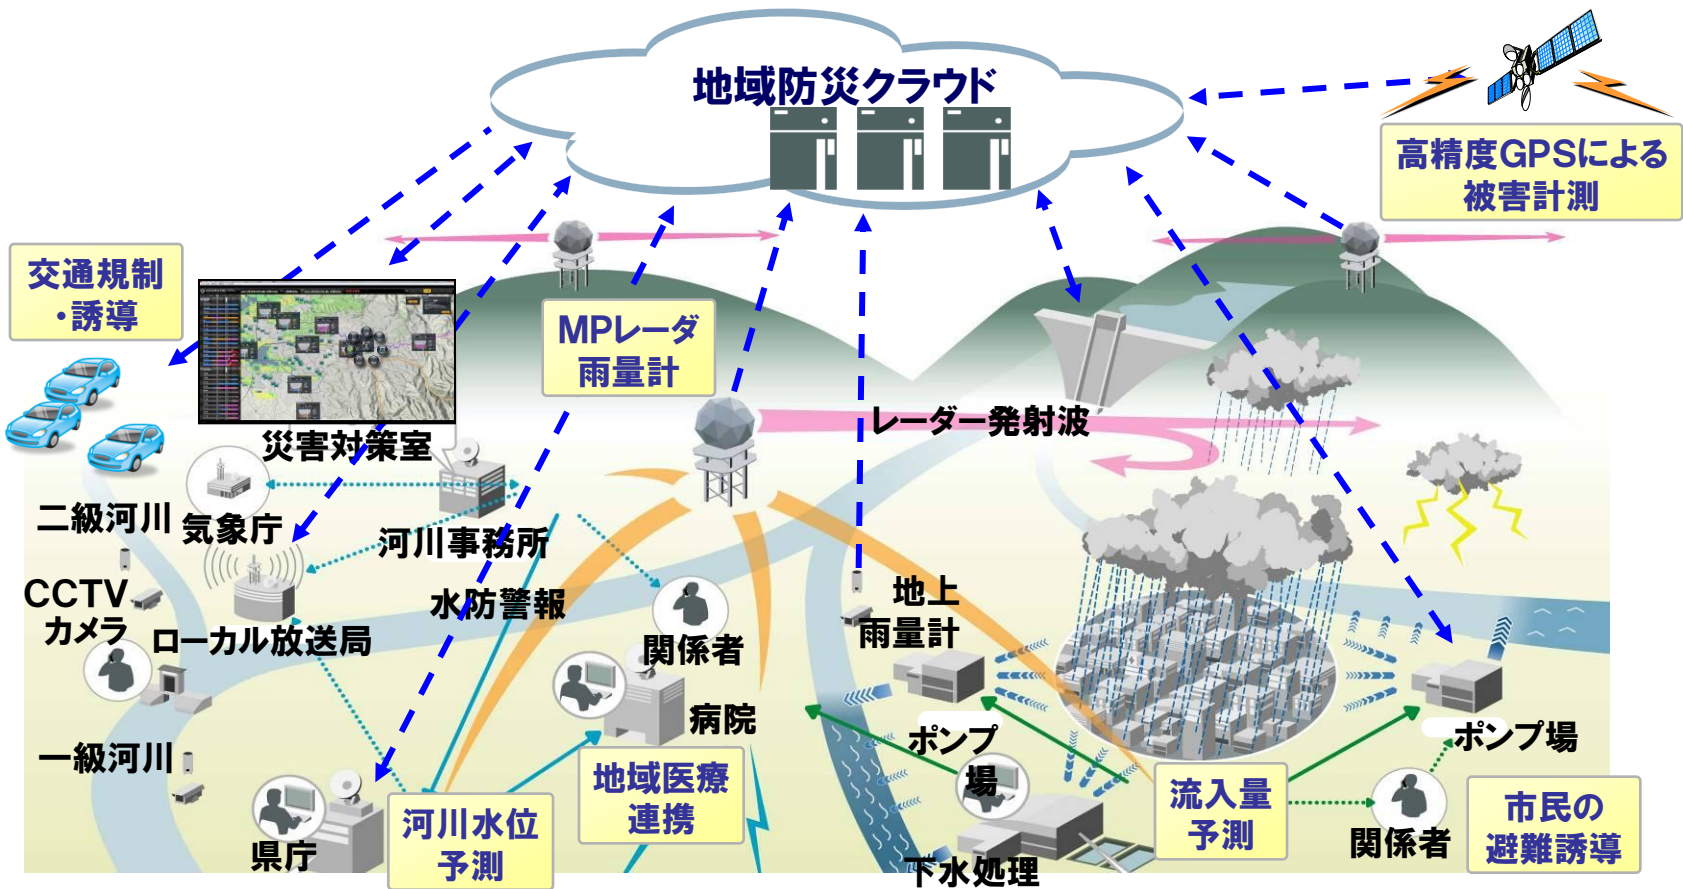 地域防災クラウド
高精度GPSによる
被害計測
交通規制
・誘導
MPレーダ
雨量計
レーダー発射波
災害対策室
二級河川
気象庁
河川事務所
CCTV
カメラ
水防警報
地上
雨量計
ローカル放送局
関係者
病院
ポンプ
場
ポンプ場
一級河川
地域医療
連携
流入量
予測
市民の
避難誘導
河川水位
予測
県庁
関係者
下水処理